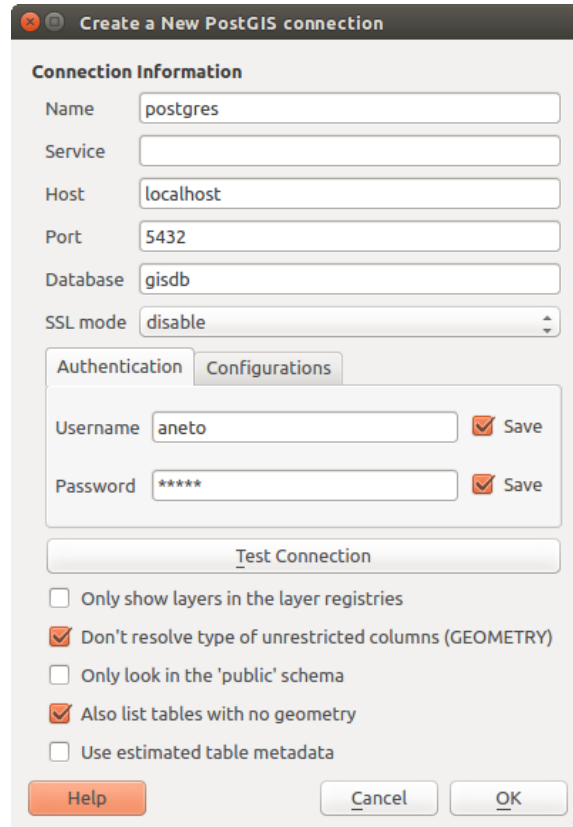 Create a New PostGIS connection
Connection Information
Name postgres
Service
Host localhost
Port 5432
Database gisdb
SSL mode disable
Authentication Configurations
Username aneto Save
Password ***** Save
Test Connection
Only show layers in the layer registries
Don't resolve type of unrestricted columns (GEOMETRY)
Only look in the 'public' schema
Also list tables with no geometry
Use estimated table metadata
Help Cancel OK